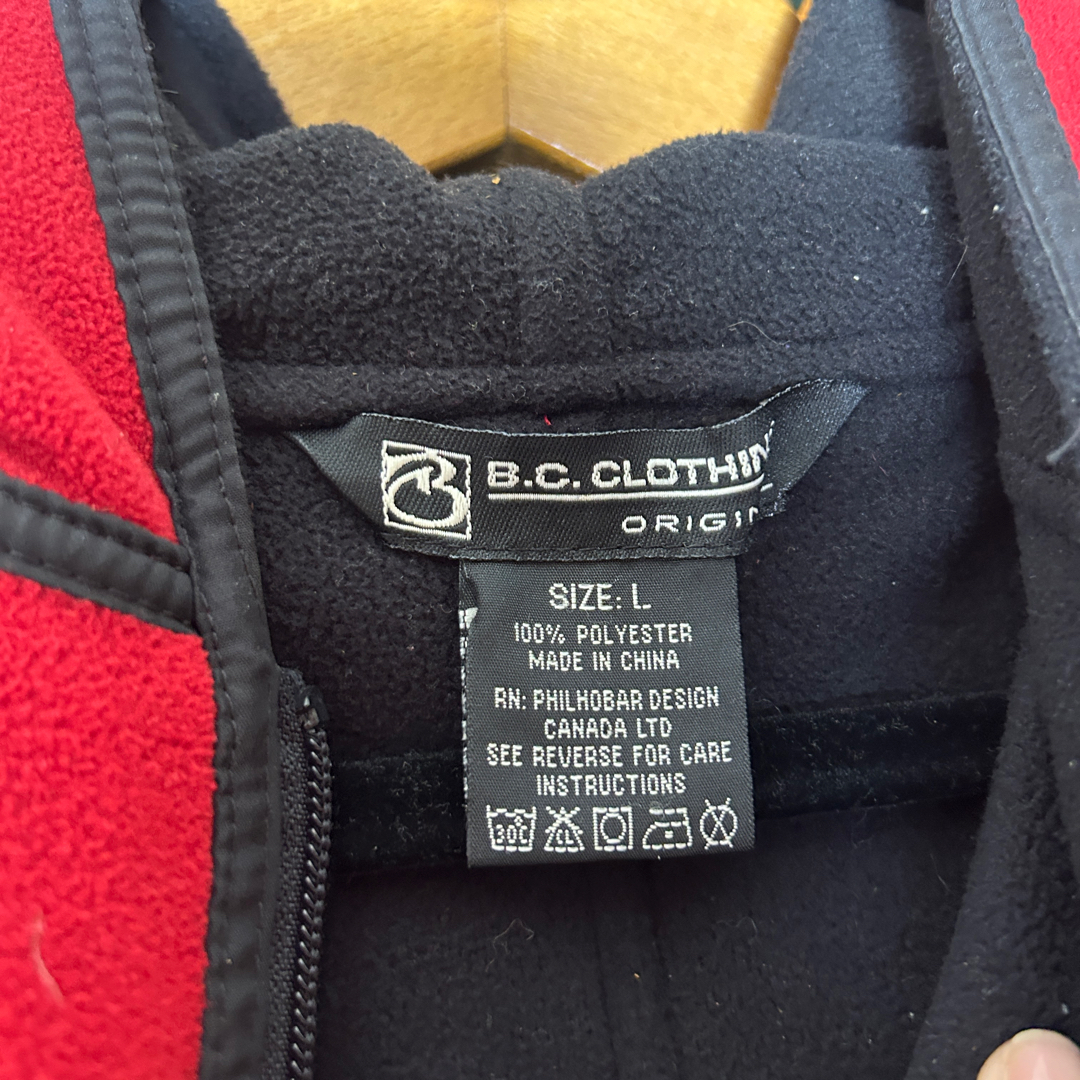 B.C. CLOTHIN
ORIGIN
SIZE: L
100% POLYESTER
MADE IN CHINA
RN: PHILHOBAR DESIGN
CANADA LTD
SEE REVERSE FOR CARE
INSTRUCTIONS
30C
CL